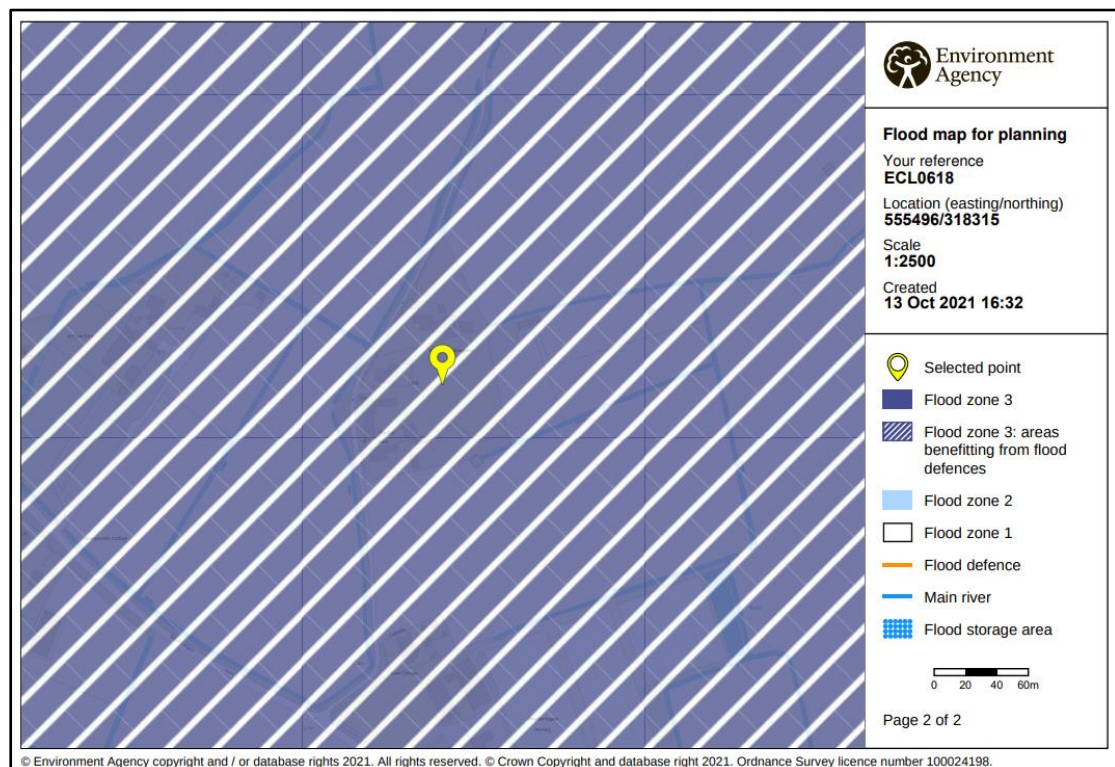 Environment
Agency
Flood map for planning
Your reference
ECL0618
Location (easting/northing)
555496/318315
Scale
1:2500
Created
13 Oct 2021 16:32
Selected point
Flood zone 3
Flood zone 3: areas
benefitting from flood
defences
Flood zone 2
Flood zone 1
Flood defence
Main river
Flood storage area
0 20 40 60m
Page 2 of 2
© Environment Agency copyright and / or database rights 2021. All rights reserved. © Crown Copyright and database right 2021. Ordnance Survey licence number 100024198.